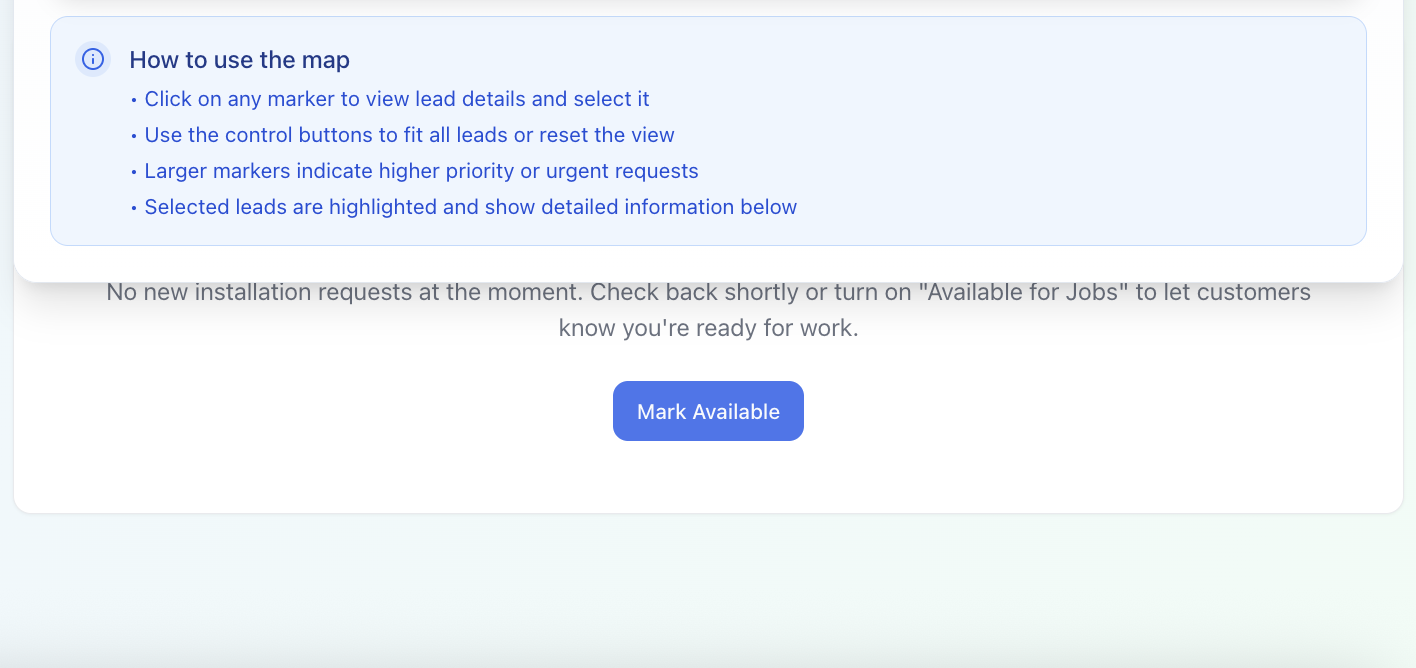 How to use the map
• Click on any marker to view lead details and select it
• Use the control buttons to fit all leads or reset the view
• Larger markers indicate higher priority or urgent requests
• Selected leads are highlighted and show detailed information below
No new installation requests at the moment. Check back shortly or turn on "Available for Jobs" to let customers
know you're ready for work.
Mark Available